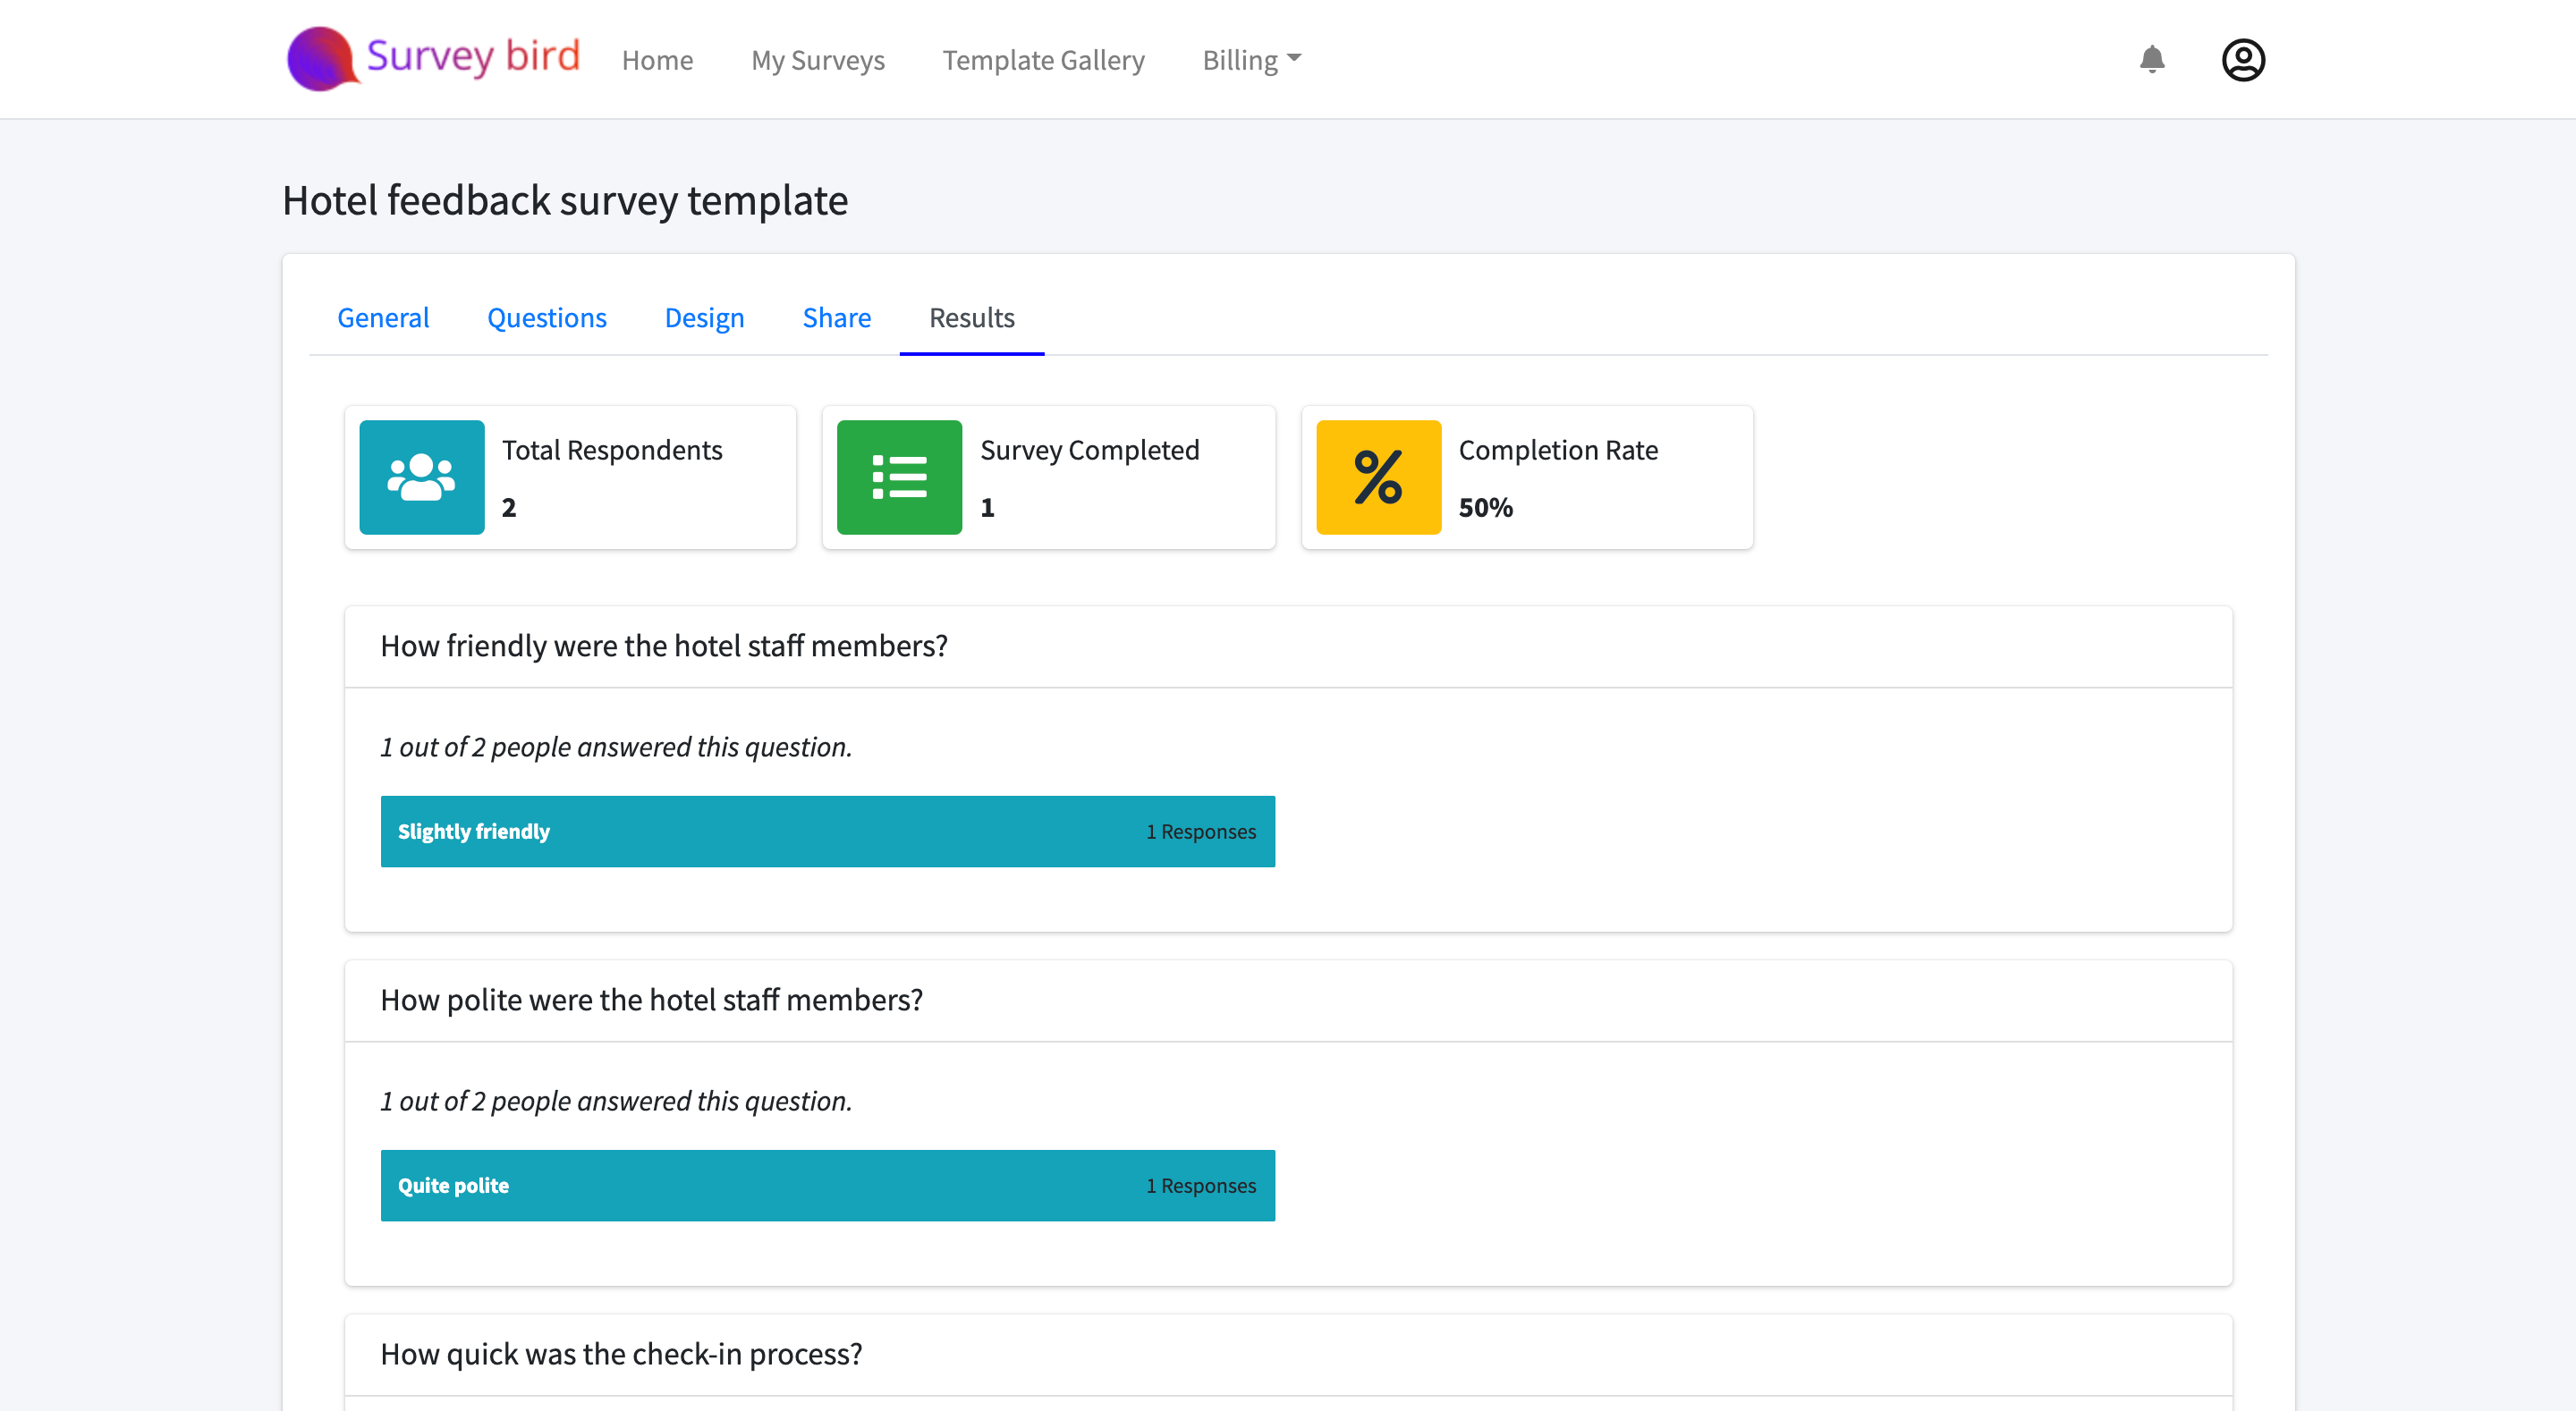 Survey bird Home My Surveys Template Gallery Billing
Hotel feedback survey template
General Questions Design Share Results
Total Respondents
2
Survey Completed
1
% Completion Rate
50%
How friendly were the hotel staff members?
1 out of 2 people answered this question.
Slightly friendly 1 Responses
How polite were the hotel staff members?
1 out of 2 people answered this question.
Quite polite 1 Responses
How quick was the check-in process?